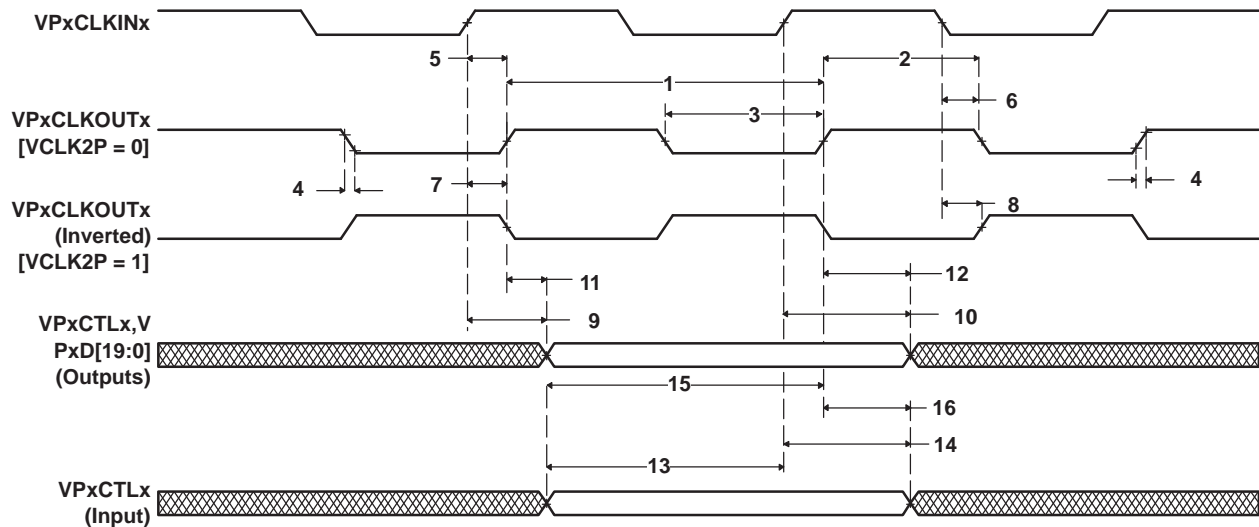 VPxCLKINx
5
2
1
6
3
VPxCLKOUTx
[VCLK2P = 0]
4
7
4
VPxCLKOUTx
(Inverted)
[VCLK2P = 1]
8
11
12
9
10
VPxCTLx,V
PxD[19:0]
(Outputs)
15
16
14
13
VPxCTLx
(Input)